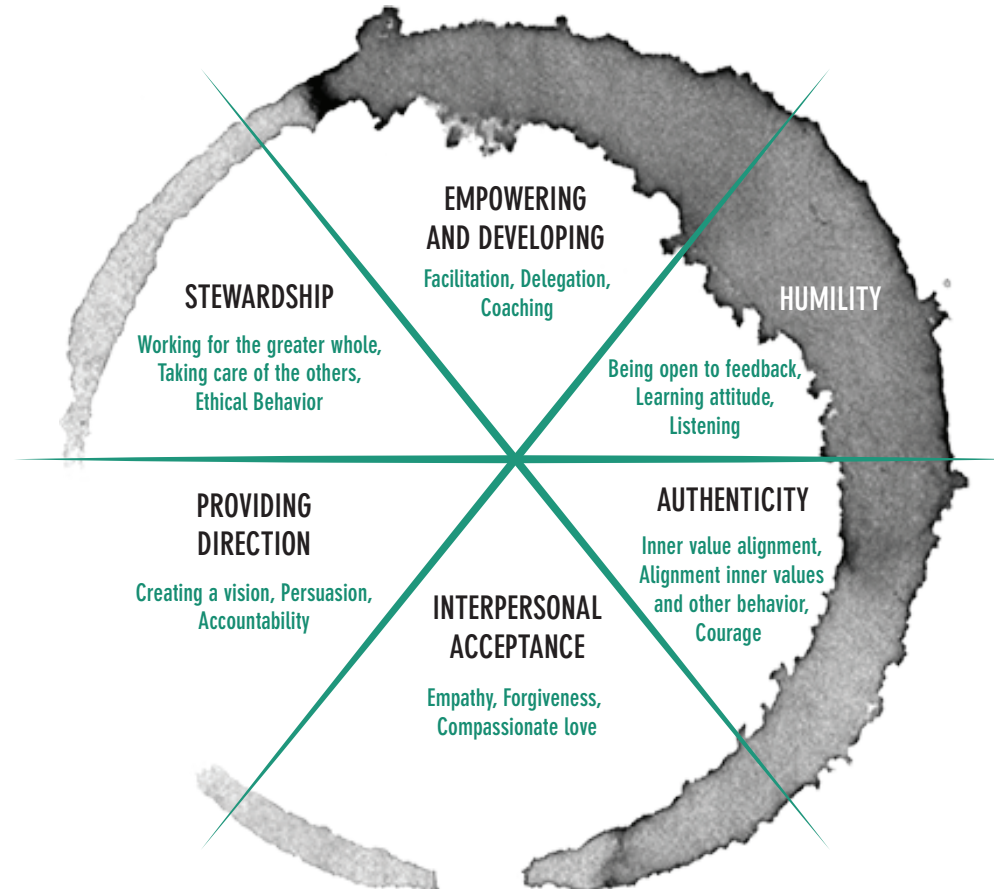 EMPOWERING
AND DEVELOPING
Facilitation, Delegation,
Coaching
STEWARDSHIP
Working for the greater whole,
Taking care of the others,
Ethical Behavior
HUMILITY
Being open to feedback,
Learning attitude,
Listening
PROVIDING
DIRECTION
Creating a vision, Persuasion,
Accountability
INTERPERSONAL
ACCEPTANCE
Empathy, Forgiveness,
Compassionate love
AUTHENTICITY
Inner value alignment,
Alignment inner values
and other behavior,
Courage